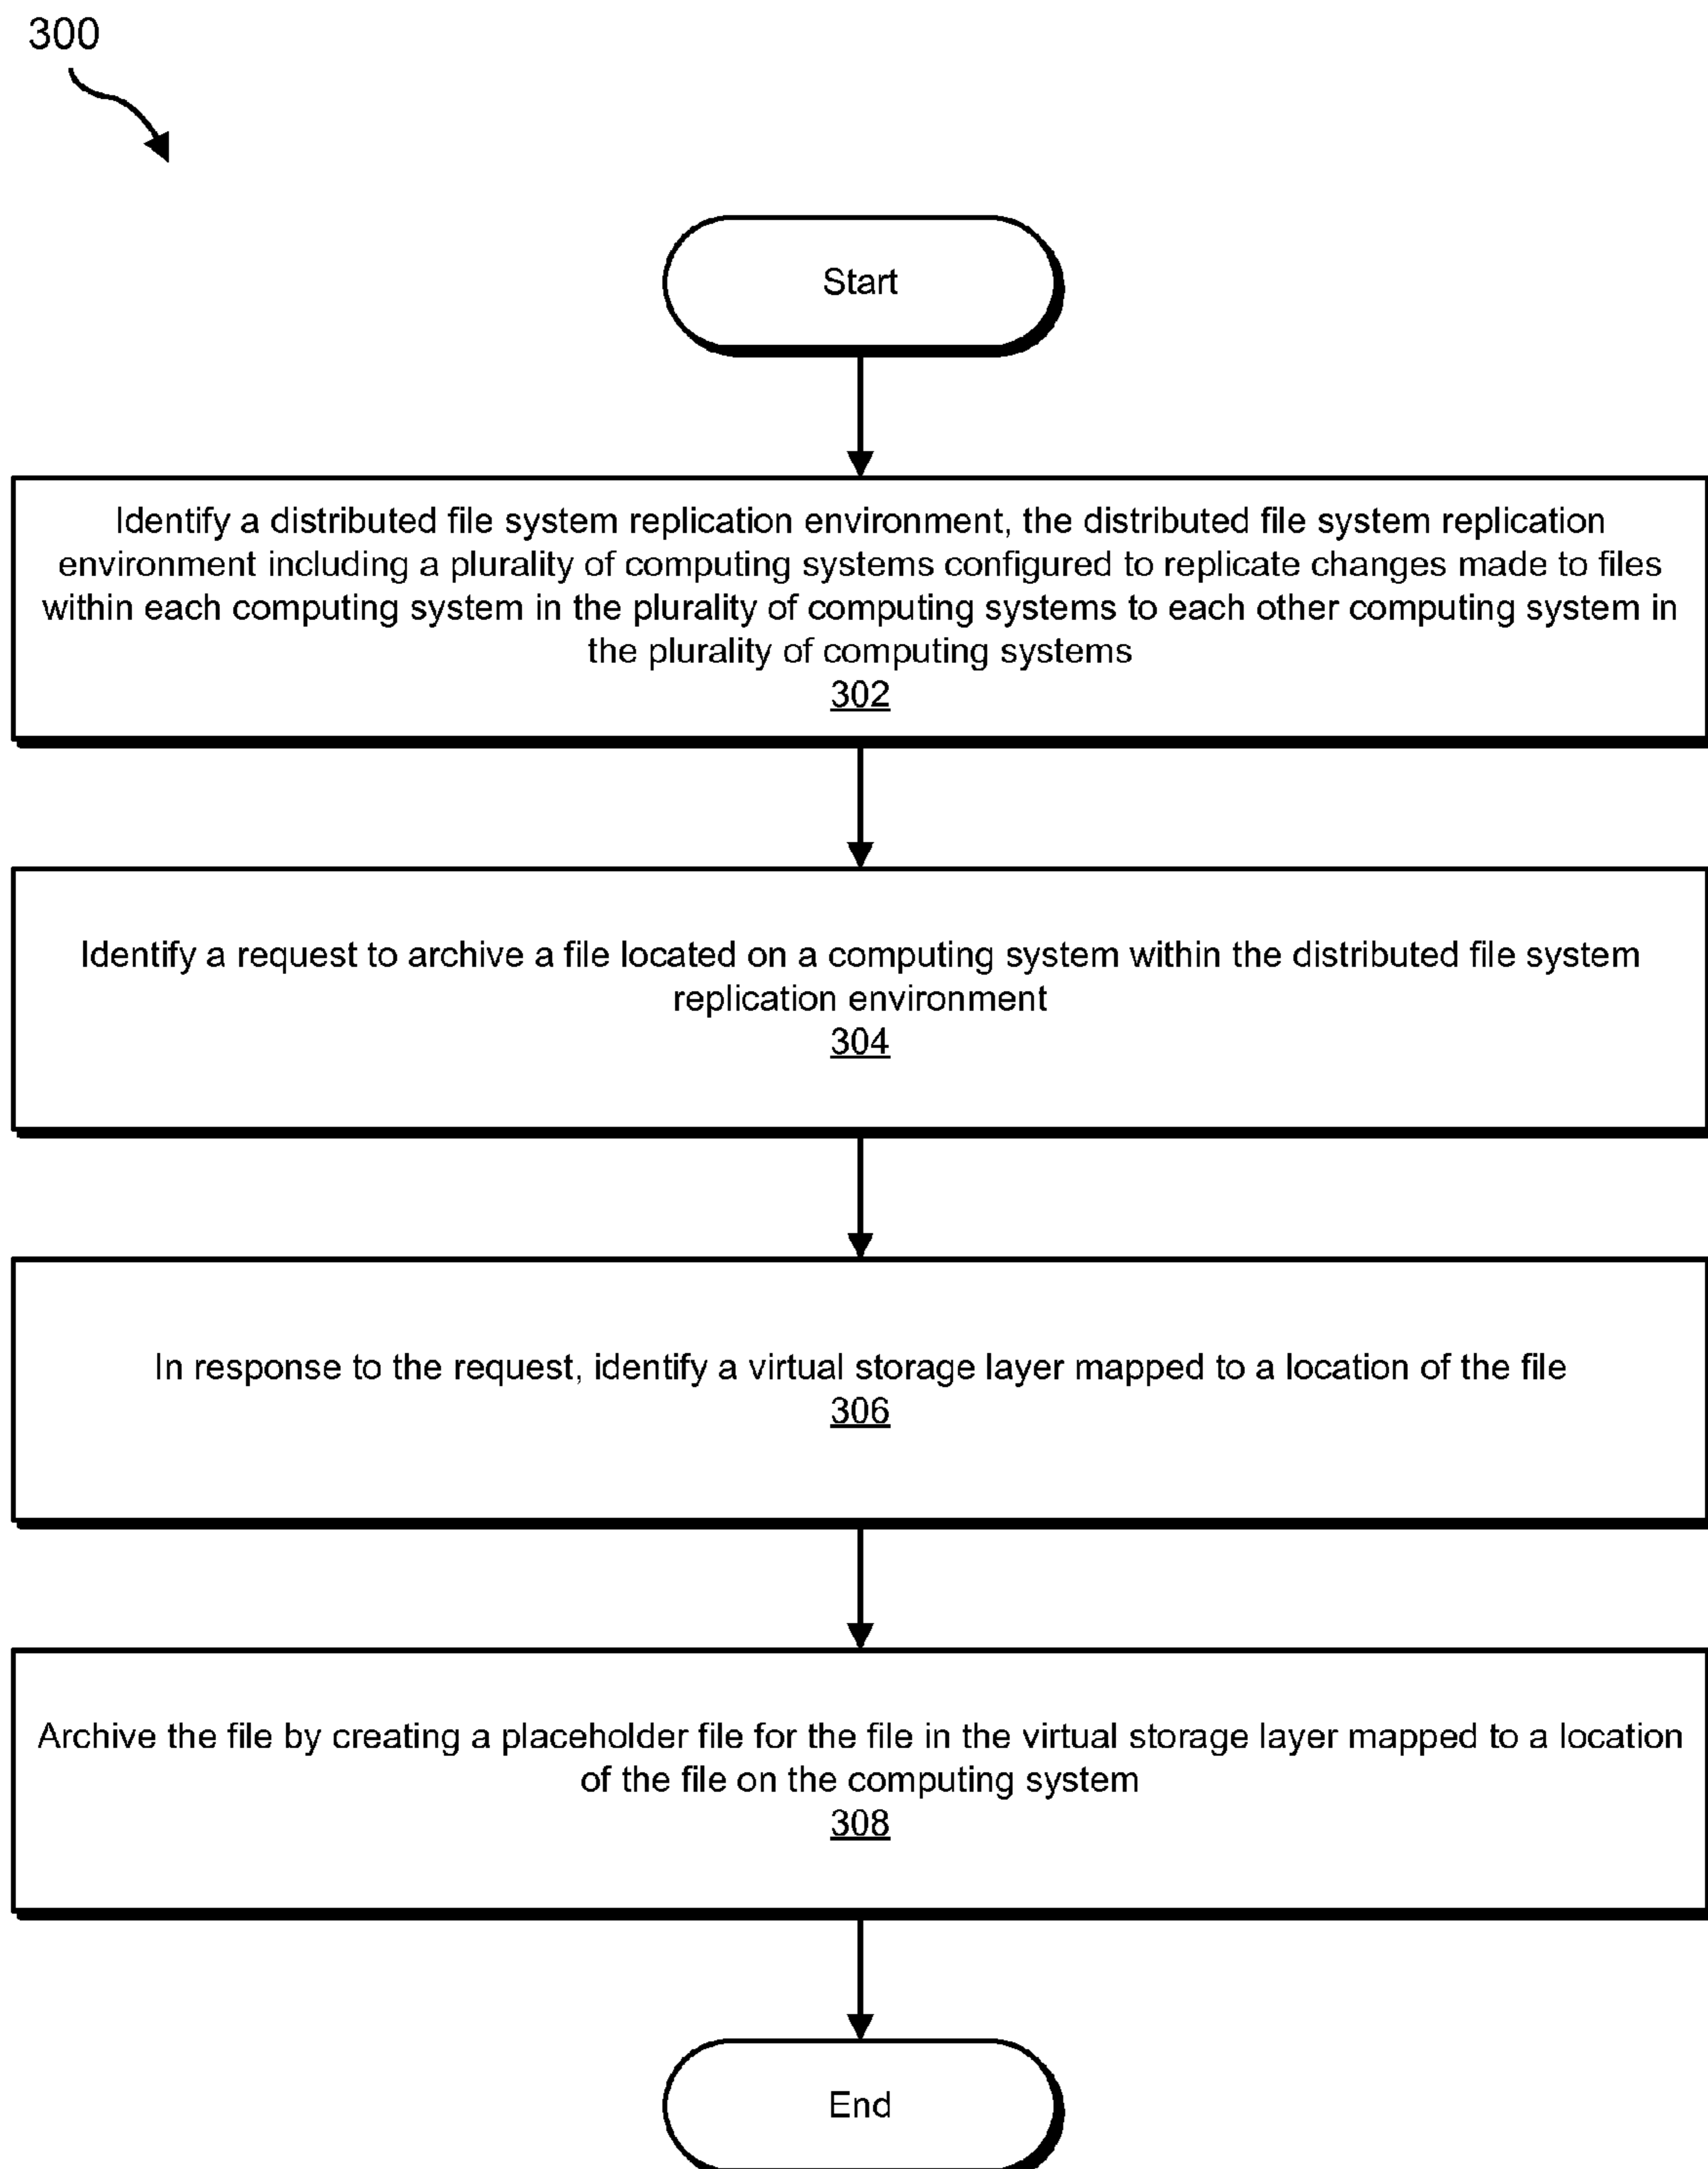 300
Start
Identify a distributed file system replication environment, the distributed file system replication
environment including a plurality of computing systems configured to replicate changes made to files
within each computing system in the plurality of computing systems to each other computing system in
the plurality of computing systems
302
Identify a request to archive a file located on a computing system within the distributed file system
replication environment
304
In response to the request, identify a virtual storage layer mapped to a location of the file
306
Archive the file by creating a placeholder file for the file in the virtual storage layer mapped to a location
of the file on the computing system
308
End